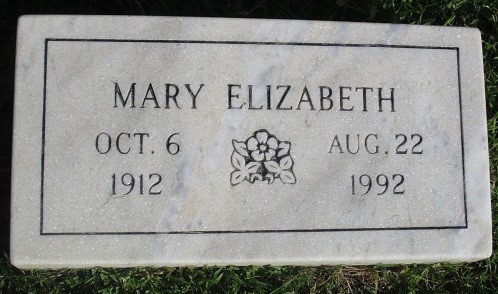 MARY ELIZABETH
OCT. 6 AUG. 22
1912 1992